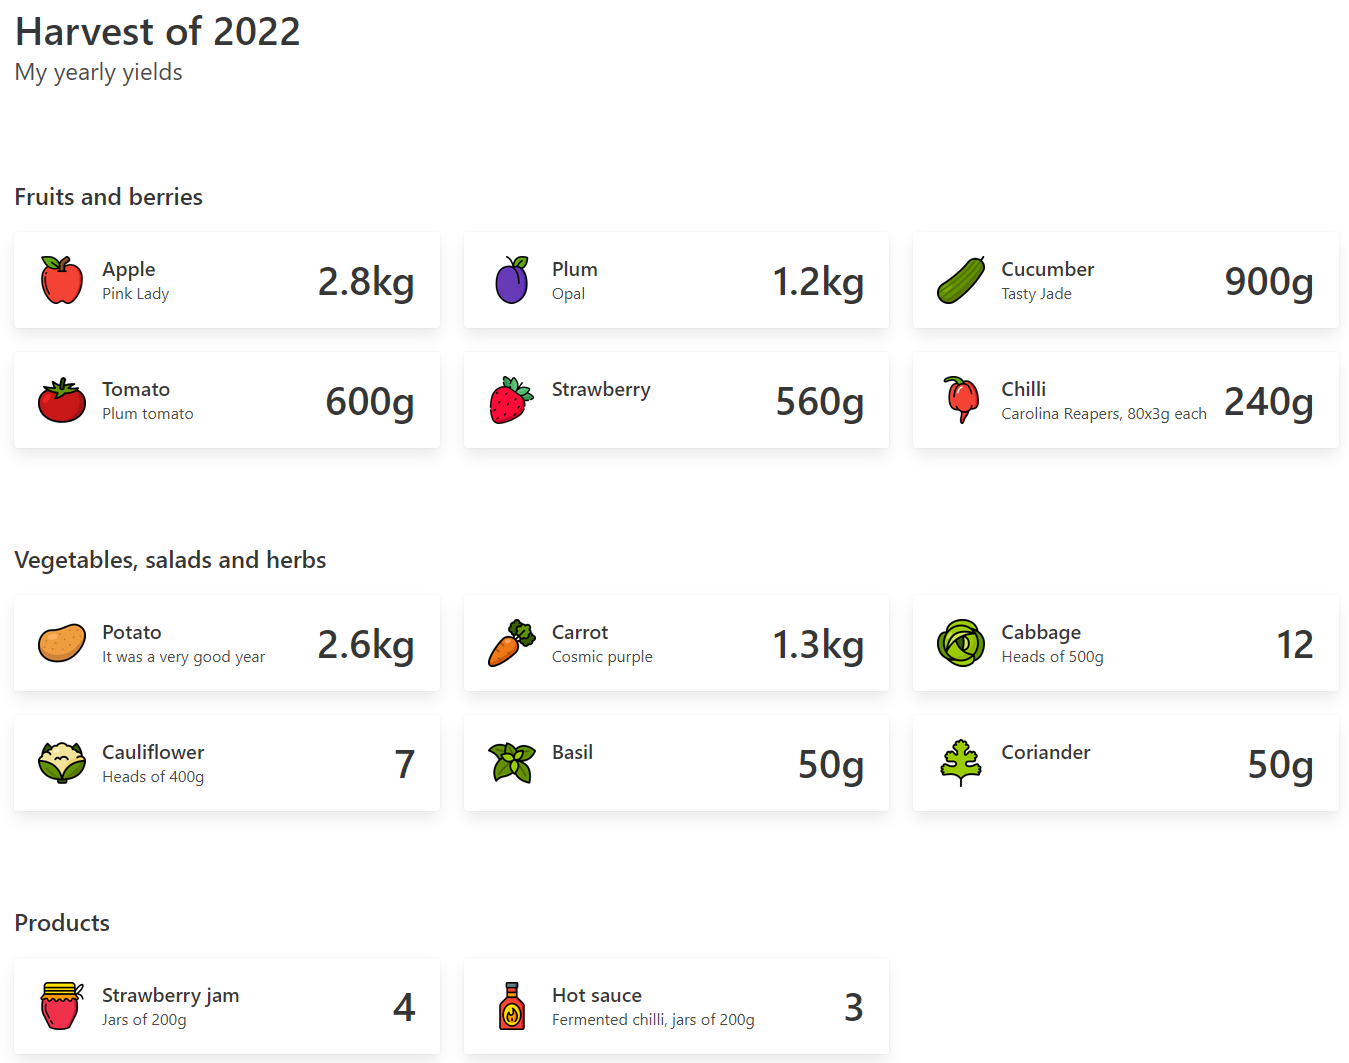 Harvest of 2022
My yearly yields
Fruits and berries
Apple
Pink Lady
2.8kg
Plum
Opal
1.2kg
Cucumber
Tasty Jade
900g
Tomato
Plum tomato
600g
Strawberry
560g
Chilli
Carolina Reapers, 80x3g each
240g
Vegetables, salads and herbs
Potato
It was a very good year
2.6kg
Carrot
Cosmic purple
1.3kg
Cabbage
Heads of 500g
12
Cauliflower
Heads of 400g
7
Basil
50g
Coriander
50g
Products
Strawberry jam
Jars of 200g
4
Hot sauce
Fermented chilli, jars of 200g
3